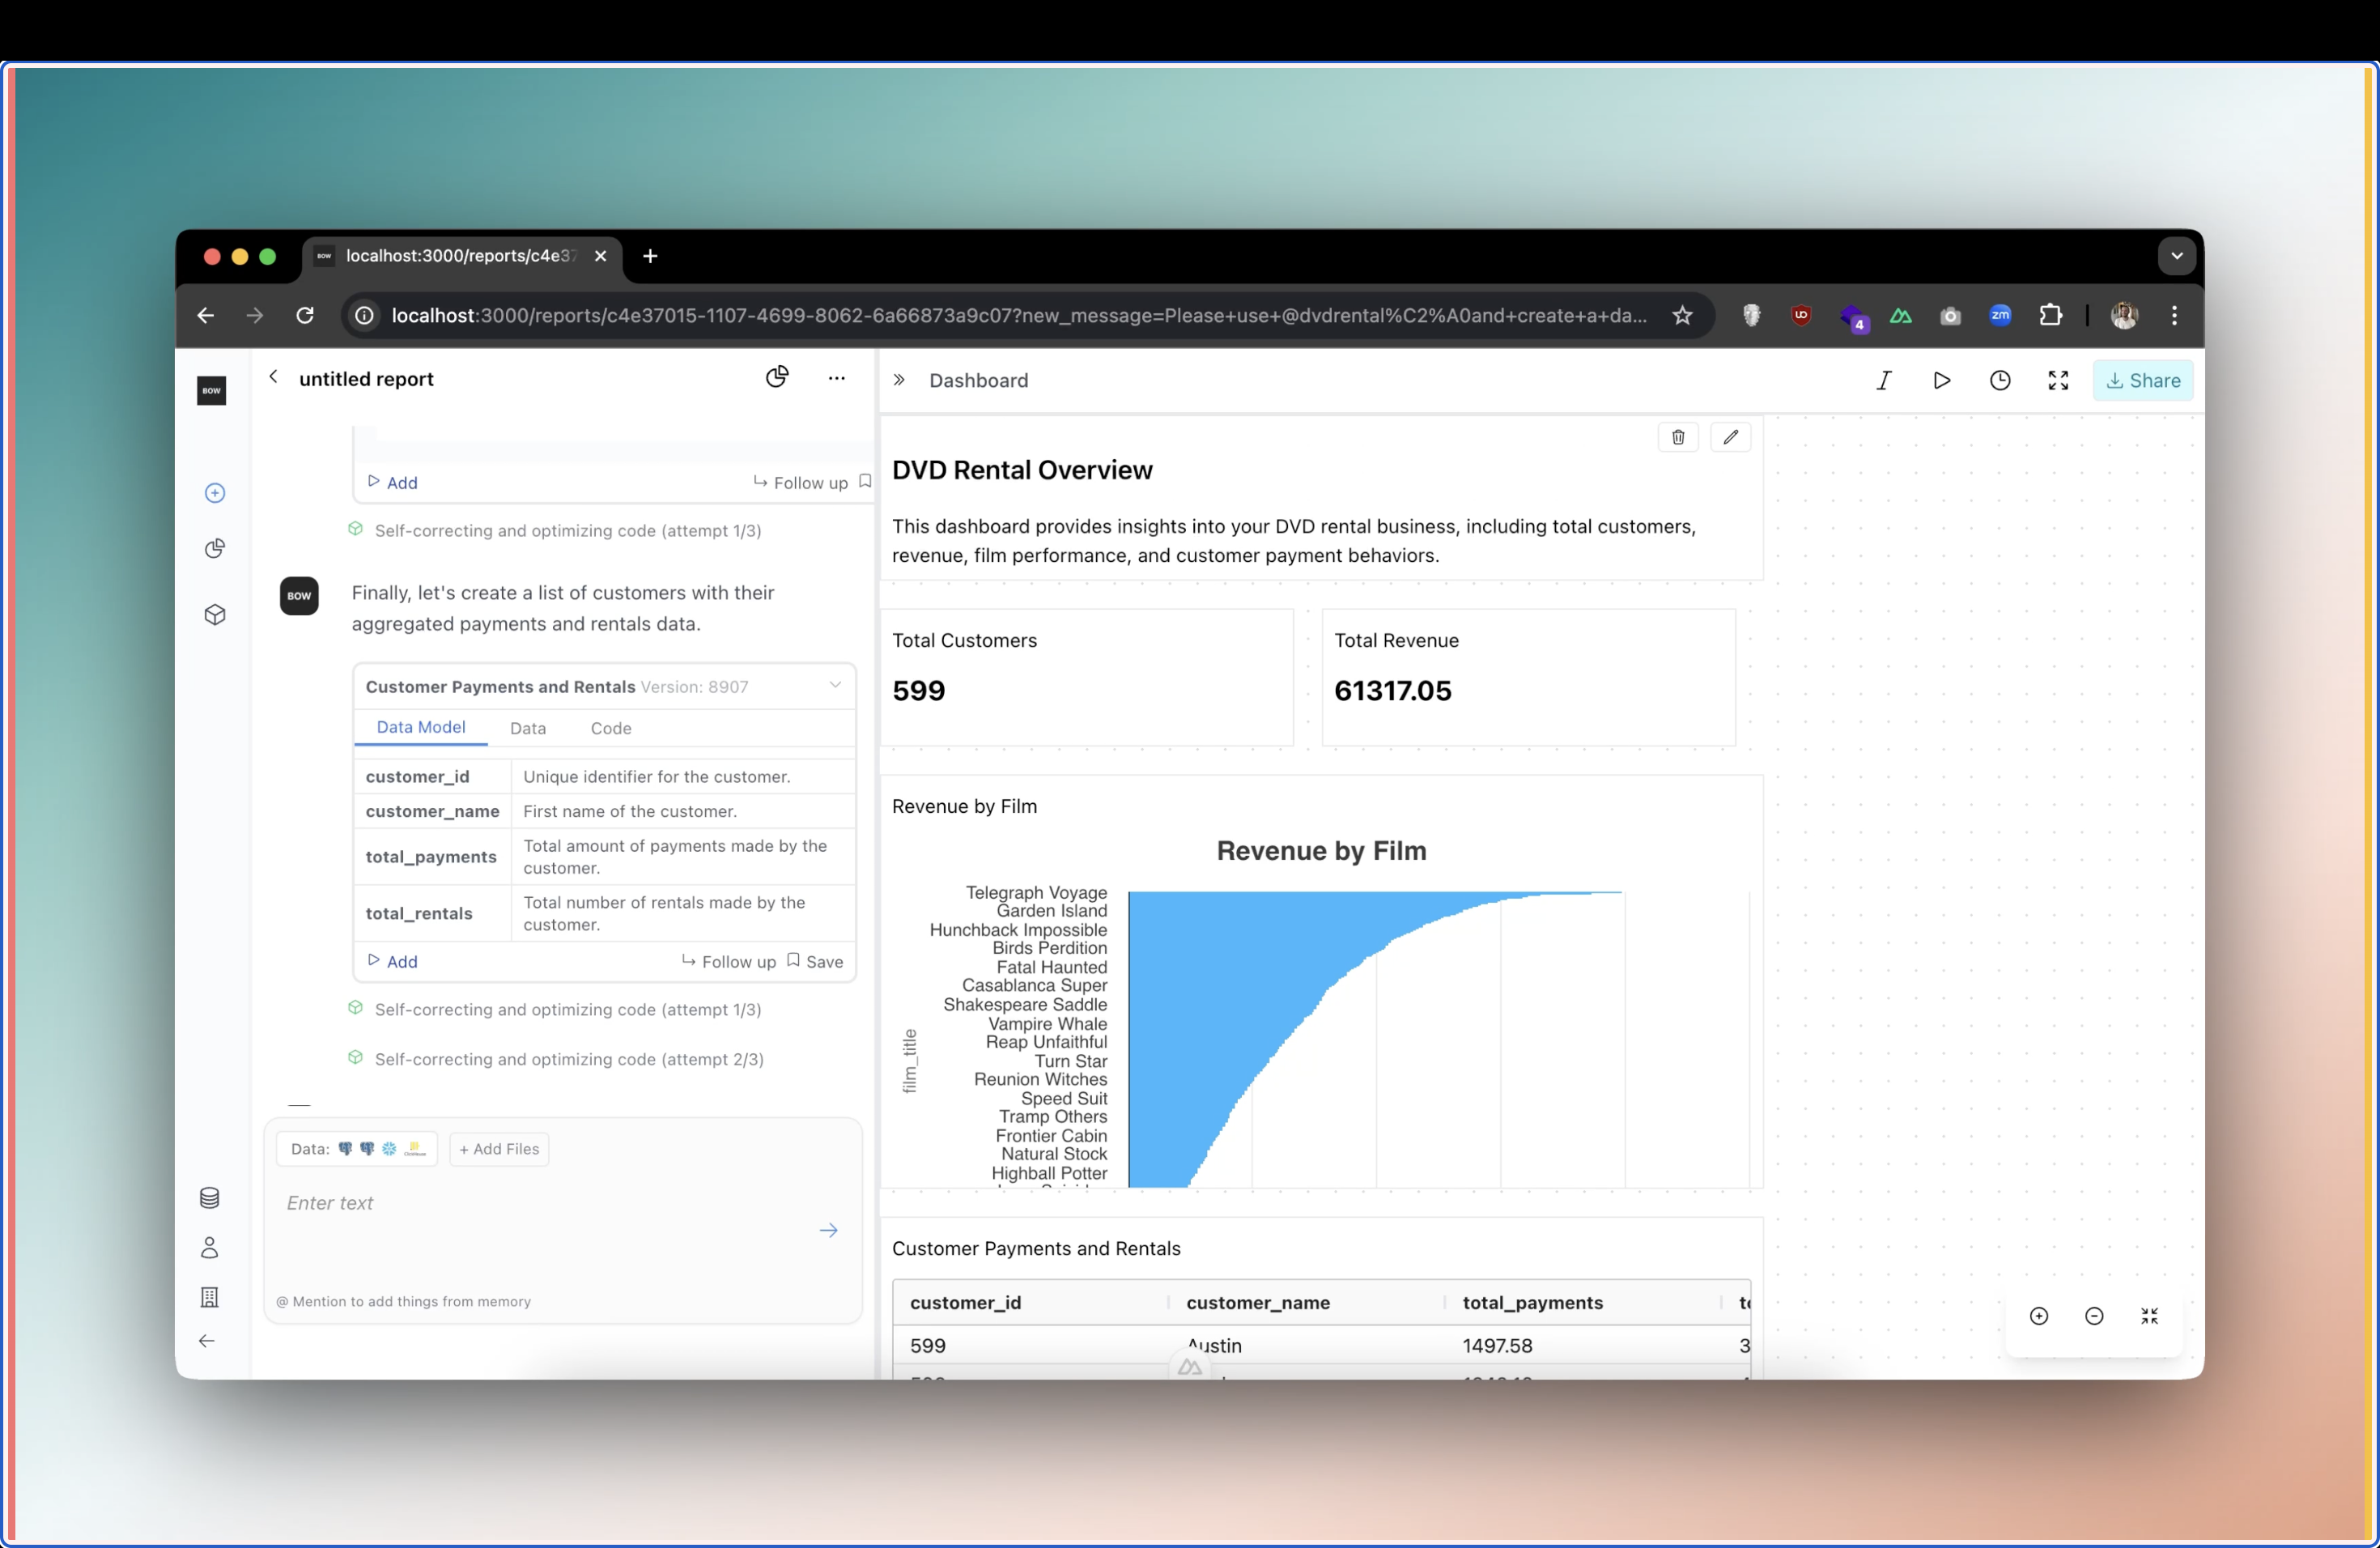 BOW
localhost:3000/reports/c4e37
localhost:3000/reports/c4e37015-1107-4699-8062-6a66873a9c07?new_message=Please+use+@dvdrental%C2%A0and+create+a+da...
UD
4
zm
BOW
untitled report
Add
Follow up
Self-correcting and optimizing code (attempt 1/3)
BOW
Finally, let's create a list of customers with their
aggregated payments and rentals data.
Customer Payments and Rentals Version: 8907
Data Model Data Code
customer_id Unique identifier for the customer.
customer_name First name of the customer.
total_payments Total amount of payments made by the
customer.
total_rentals Total number of rentals made by the
customer.
Add
Follow up
Save
Self-correcting and optimizing code (attempt 1/3)
Self-correcting and optimizing code (attempt 2/3)
Data:
+ Add Files
Enter text
@ Mention to add things from memory
Dashboard
Share
DVD Rental Overview
This dashboard provides insights into your DVD rental business, including total customers,
revenue, film performance, and customer payment behaviors.
Total Customers
599
Total Revenue
61317.05
Revenue by Film
Revenue by Film
film_title
Telegraph Voyage
Garden Island
Hunchback Impossible
Birds Perdition
Fatal Haunted
Casablanca Super
Shakespeare Saddle
Vampire Whale
Reap Unfaithful
Turn Star
Reunion Witches
Speed Suit
Tramp Others
Frontier Cabin
Natural Stock
Highball Potter
Customer Payments and Rentals
customer_id customer_name total_payments
599 Austin 1497.58 3